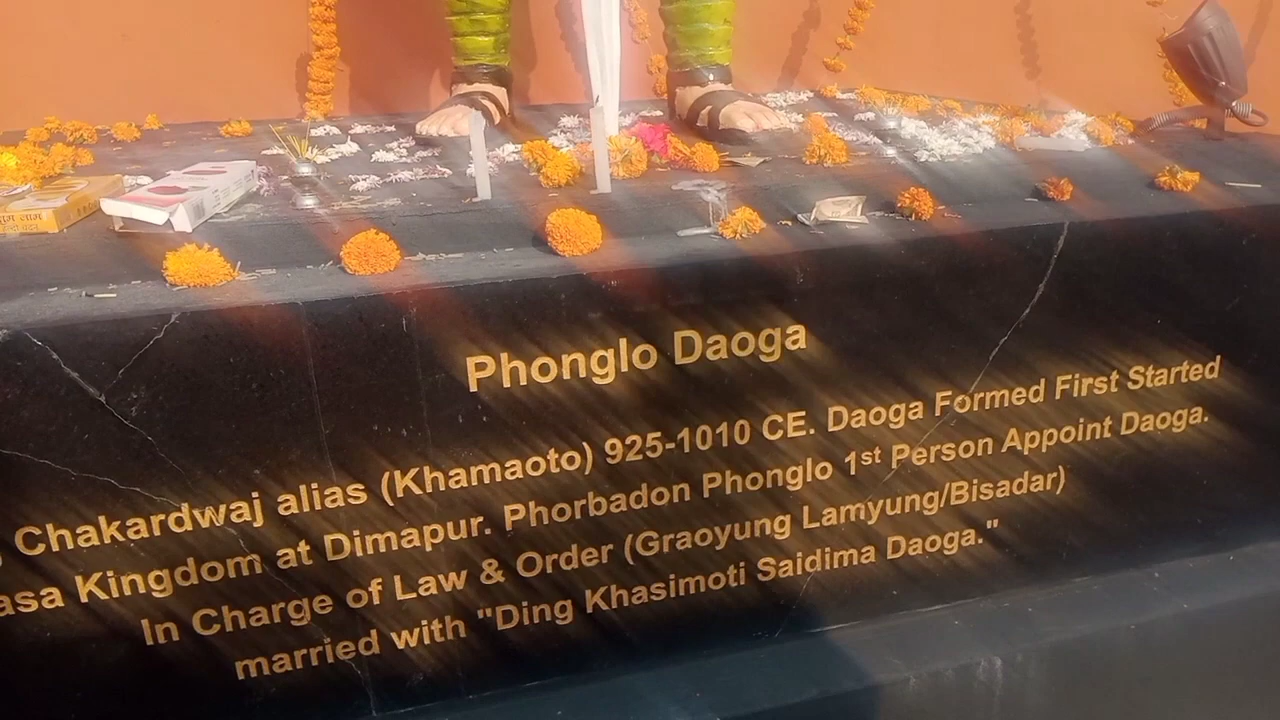 शुभ लाभ
Phonglo Daoga
Chakardwaj alias (Khamaoto) 925-1010 CE. Daoga Formed First Started
asa Kingdom at Dimapur. Phorbadon Phonglo 1st Person Appoint Daoga.
In Charge of Law & Order (Graoyung Lamyung/Bisadar)
married with "Ding Khasimoti Saidima Daoga."